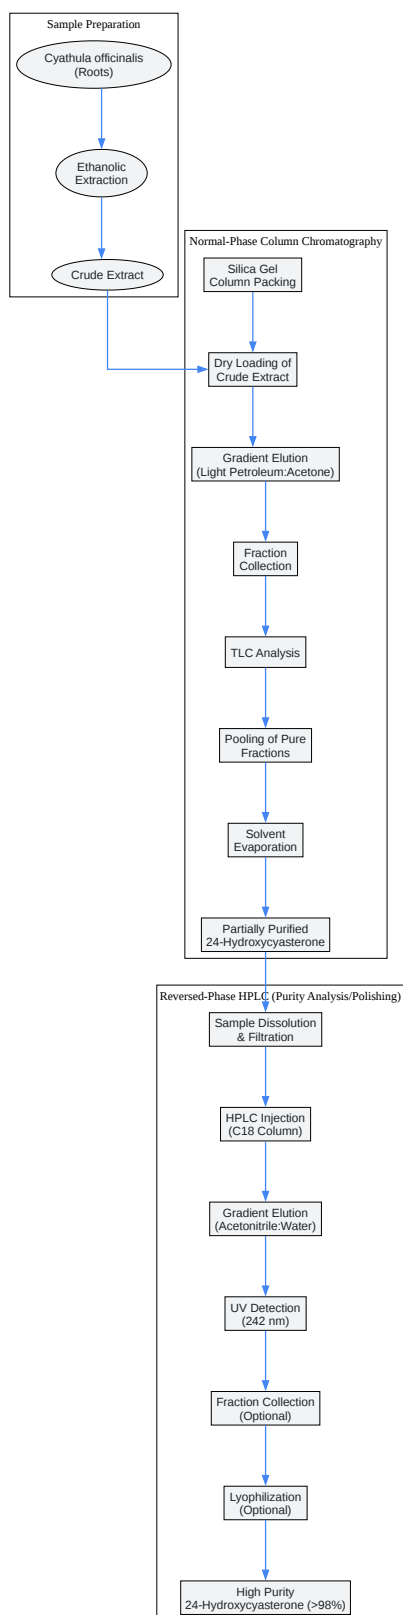 Sample Preparation
Cyathula officinalis
(Roots)
Ethanolic
Extraction
Crude Extract
Normal-Phase Column Chromatography
Silica Gel
Column Packing
Dry Loading of
Crude Extract
Gradient Elution
(Light Petroleum:Acetone)
Fraction
Collection
TLC Analysis
Pooling of Pure
Fractions
Solvent
Evaporation
Partially Purified
24-Hydroxycyasterone
Reversed-Phase HPLC (Purity Analysis/Polishing)
Sample Dissolution
& Filtration
HPLC Injection
(C18 Column)
Gradient Elution
(Acetonitrile:Water)
UV Detection
(242 nm)
Fraction Collection
(Optional)
Lyophilization
(Optional)
High Purity
24-Hydroxycyasterone (>98%)